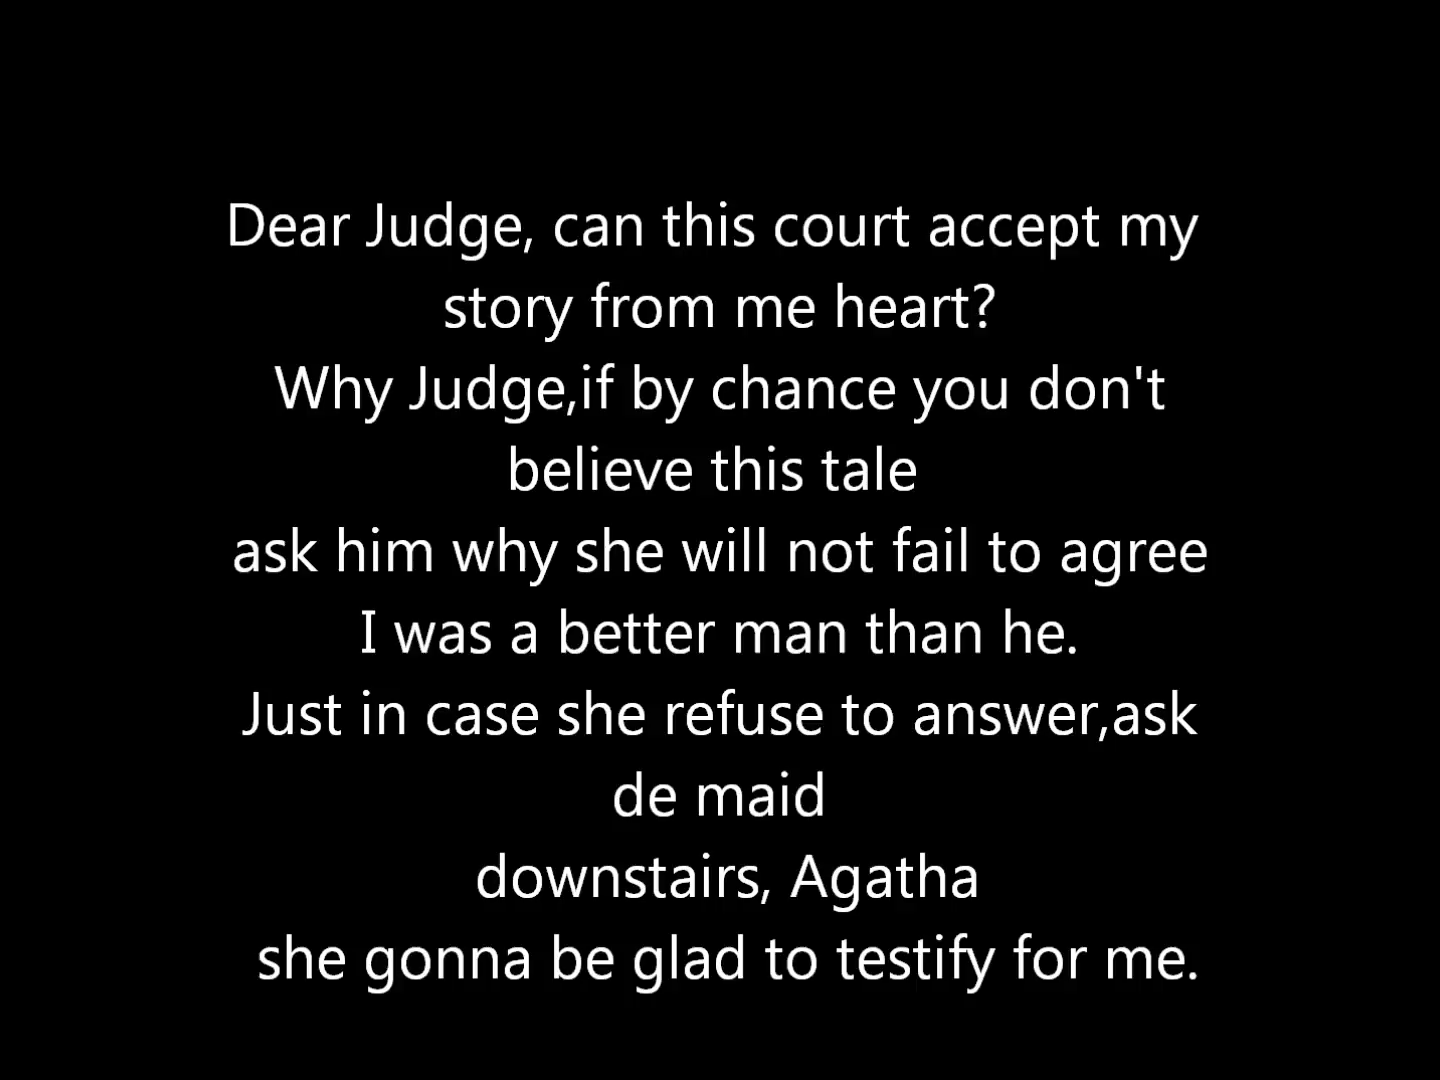 Dear Judge, can this court accept my
story from me heart?
Why Judge,if by chance you don't
believe this tale
ask him why she will not fail to agree
I was a better man than he.
Just in case she refuse to answer,ask
de maid
downstairs, Agatha
she gonna be glad to testify for me.